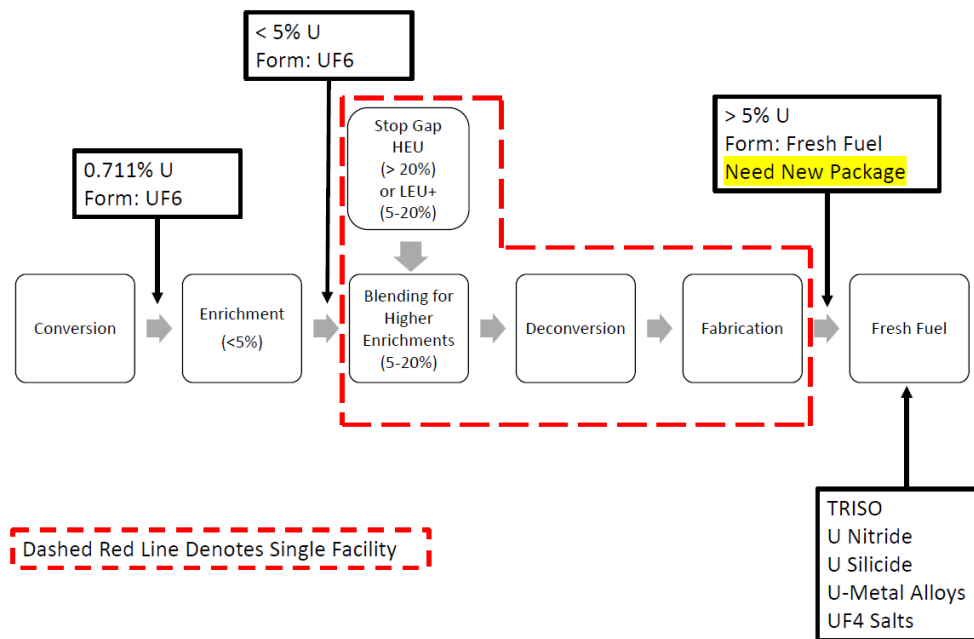 < 5% U
Form: UF6
Stop Gap
HEU
(> 20%)
or LEU+
(5-20%)
> 5% U
Form: Fresh Fuel
Need New Package
0.711% U
Form: UF6
Conversion
Enrichment
(<5%)
Blending for
Higher
Enrichments
(5-20%)
Deconversion
Fabrication
Fresh Fuel
Dashed Red Line Denotes Single Facility
TRISO
U Nitride
U Silicide
U-Metal Alloys
UF4 Salts